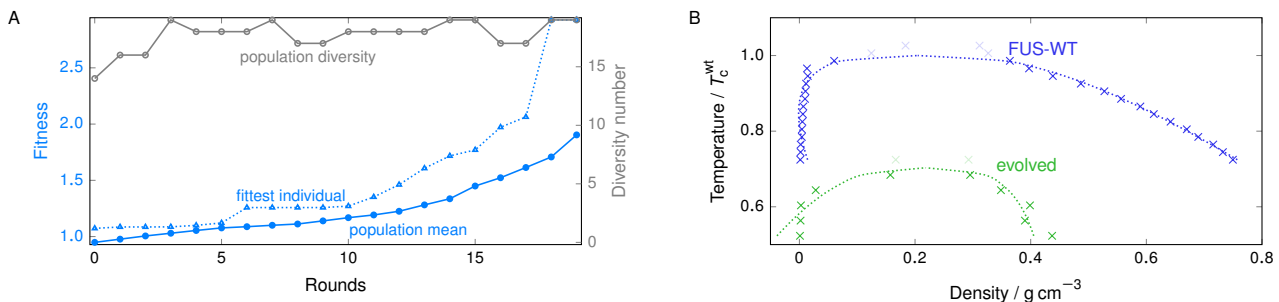 A
Fitness
2.5
2.0
1.5
1.0
population diversity
fittest individual
population mean
15
10
5
0
Diversity number
0 5 10 15
Rounds
B
Temperature / T_c^wt
1.0
0.8
0.6
FUS-WT
evolved
0 0.2 0.4 0.6 0.8
Density / g cm⁻³